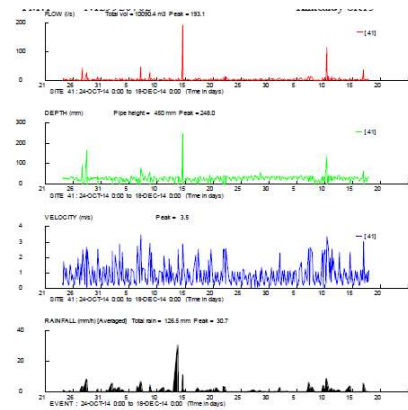 FLOW (l/s) Total vol = 10090.4 m3 Peak = 193.1
200
[41]
100
0
21 26 31 5 10 15 20 25 30 5 10 15 20
SITE 41 : 24-OCT-14 0:00 to 18-DEC-14 0:00 (Time in days)
DEPTH (mm) Pipe height = 450 mm Peak = 248.0
300
[41]
200
100
0
21 26 31 5 10 15 20 25 30 5 10 15 20
SITE 41 : 24-OCT-14 0:00 to 18-DEC-14 0:00 (Time in days)
VELOCITY (m/s) Peak = 3.5
4
[41]
3
2
1
0
21 26 31 5 10 15 20 25 30 5 10 15 20
SITE 41 : 24-OCT-14 0:00 to 18-DEC-14 0:00 (Time in days)
RAINFALL (mm/h) [Averaged] Total rain = 126.5 mm Peak = 30.7
40
20
0
21 26 31 5 10 15 20 25 30 5 10 15 20
EVENT : 24-OCT-14 0:00 to 18-DEC-14 0:00 (Time in days)